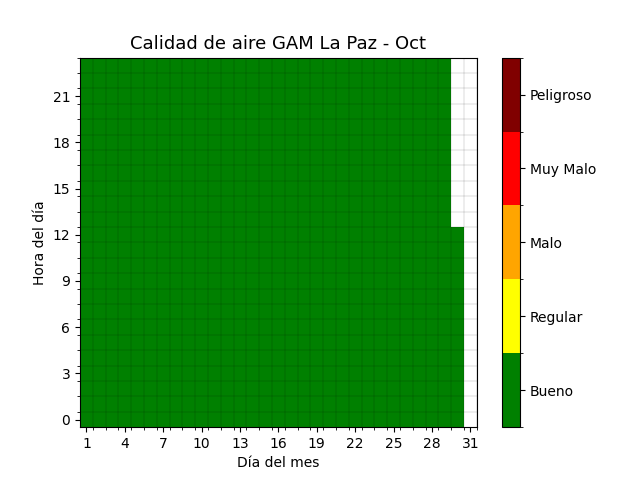 Calidad de aire GAM La Paz - Oct
Hora del día
21
18
15
12
9
6
3
0
1 4 7 10 13 16 19 22 25 28 31
Día del mes
Peligroso
Muy Malo
Malo
Regular
Bueno